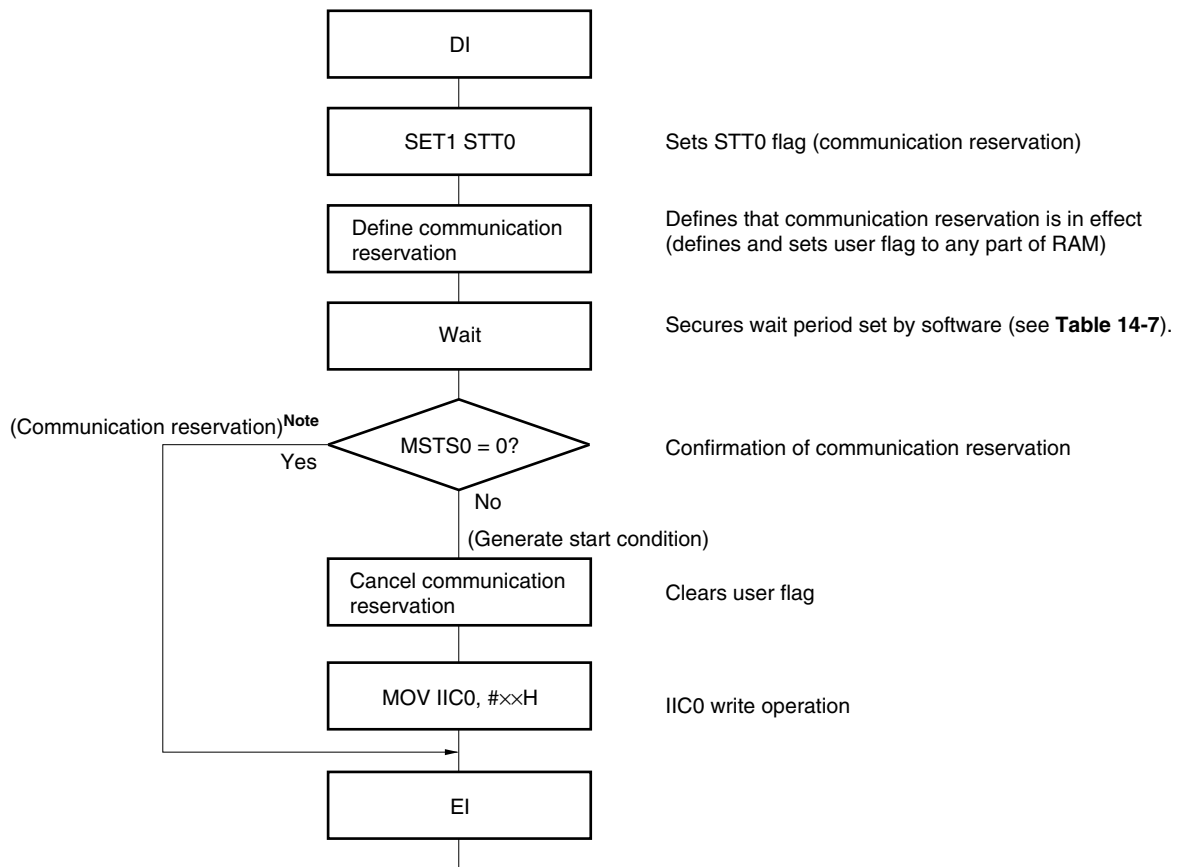 DI
SET1 STT0
Sets STT0 flag (communication reservation)
Define communication
reservation
Defines that communication reservation is in effect
(defines and sets user flag to any part of RAM)
Wait
Secures wait period set by software (see Table 14-7).
(Communication reservation)Note
Yes
MSTS0 = 0?
Confirmation of communication reservation
No
(Generate start condition)
Cancel communication
reservation
Clears user flag
MOV IIC0, #××H
IIC0 write operation
EI